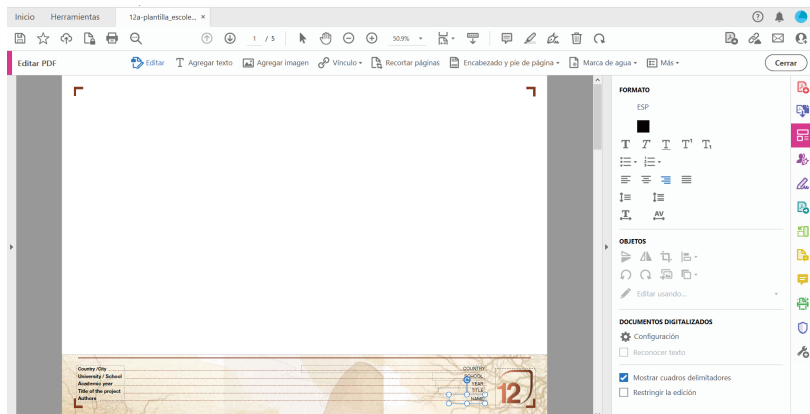 Inicio Herramientas 12a-plantilla_escole... ×
1 / 5 50.9%
Editar PDF Editar Agregar texto Agregar imagen Vínculo Recortar páginas Encabezado y pie de página Marca de agua Más Cerrar
FORMATO
ESP
T T T T¹ T₁
T AV
OBJETOS
Editar usando...
DOCUMENTOS DIGITALIZADOS
Configuración
Reconocer texto
Mostrar cuadros delimitadores
Restringir la edición
Country /City COUNTRY
University / School SCHOOL
Academic year YEAR
Title of the project TITLE
Authors NAME
12